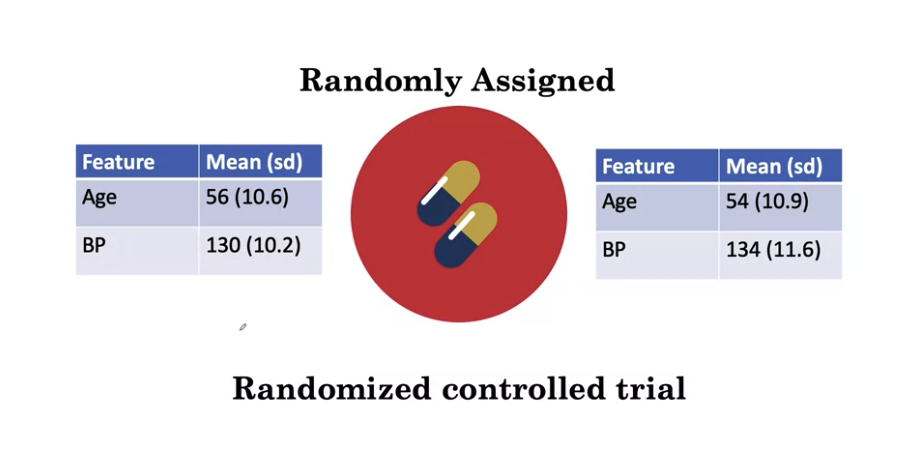 Randomly Assigned
Feature Mean (sd)
Age 56 (10.6)
BP 130 (10.2)
Feature Mean (sd)
Age 54 (10.9)
BP 134 (11.6)
Randomized controlled trial